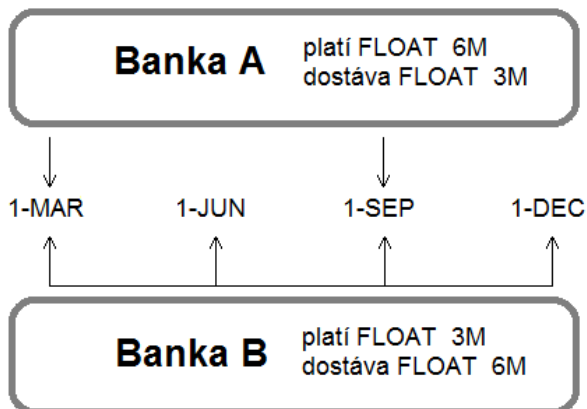 Banka A
platí FLOAT 6M
dostáva FLOAT 3M
1-MAR 1-JUN 1-SEP 1-DEC
Banka B
platí FLOAT 3M
dostáva FLOAT 6M